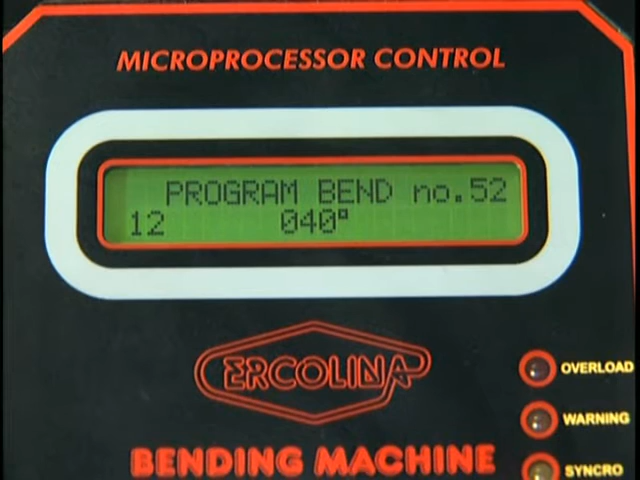 MICROPROCESSOR CONTROL
PROGRAM BEND no.52
12 040°
ERCOLINA
OVERLOAD
WARNING
BENDING MACHINE
SYNCRO